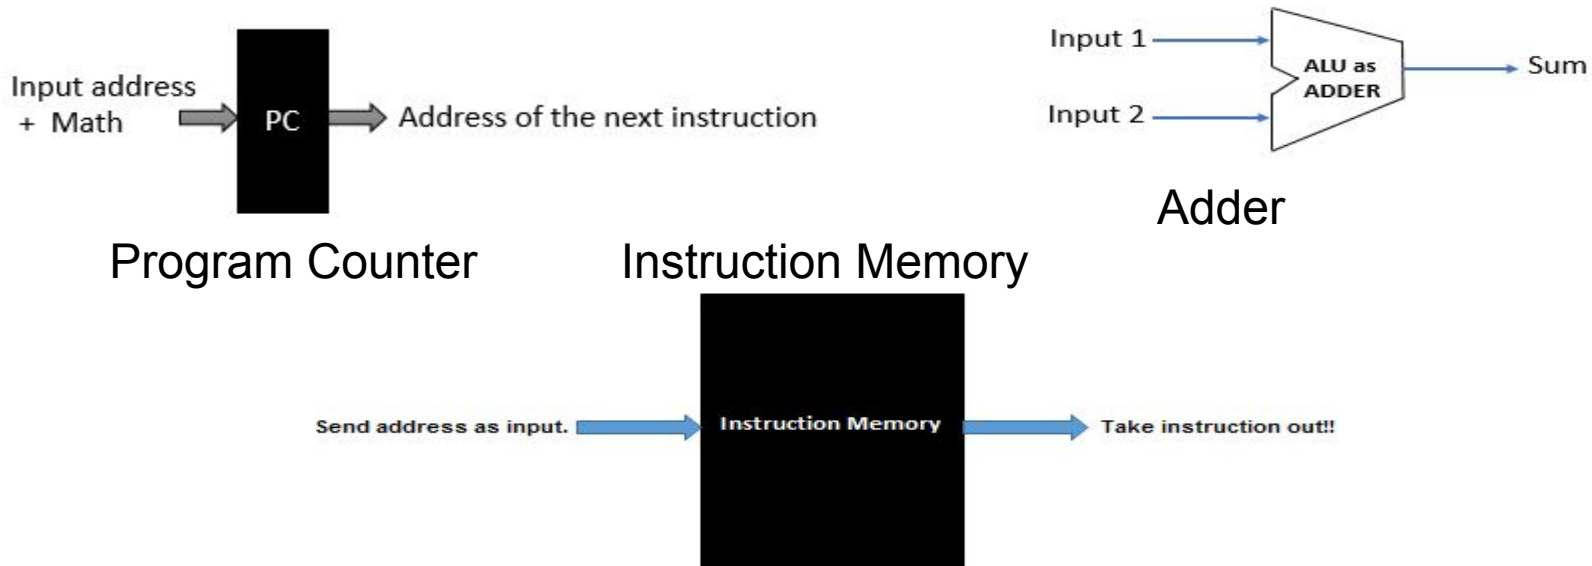 Input address
+ Math
PC
Address of the next instruction
Program Counter
Input 1
Input 2
ALU as
ADDER
Sum
Adder
Instruction Memory
Send address as input.
Instruction Memory
Take instruction out!!